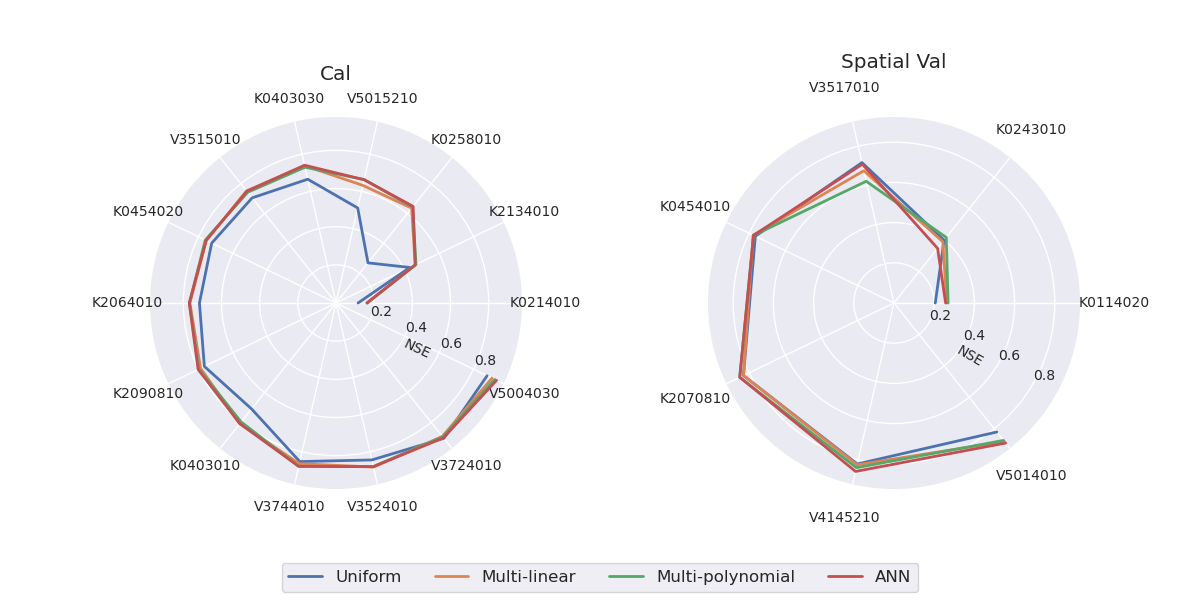 Cal
K0403030
V5015210
V3515010
K0258010
K0454020
K2134010
K2064010
K0214010
0.2
0.4
0.6
0.8
NSE
K2090810
V5004030
K0403010
V3724010
V3744010
V3524010
Spatial Val
V3517010
K0243010
K0454010
K0114020
0.2
0.4
0.6
0.8
NSE
K2070810
V5014010
V4145210
Uniform
Multi-linear
Multi-polynomial
ANN